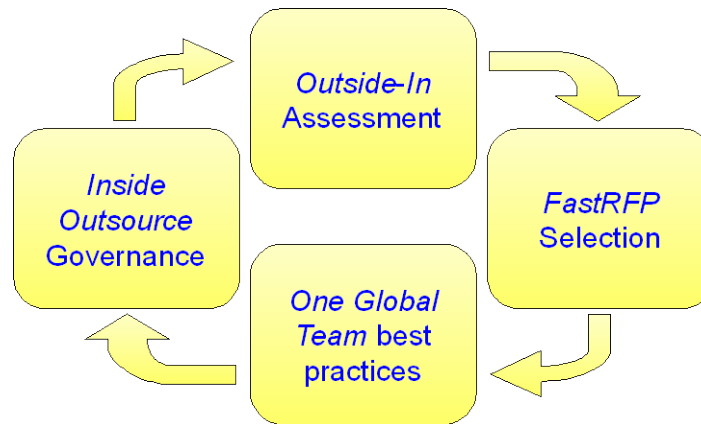 Outside-In
Assessment
FastRFP
Selection
One Global
Team best
practices
Inside
Outsource
Governance